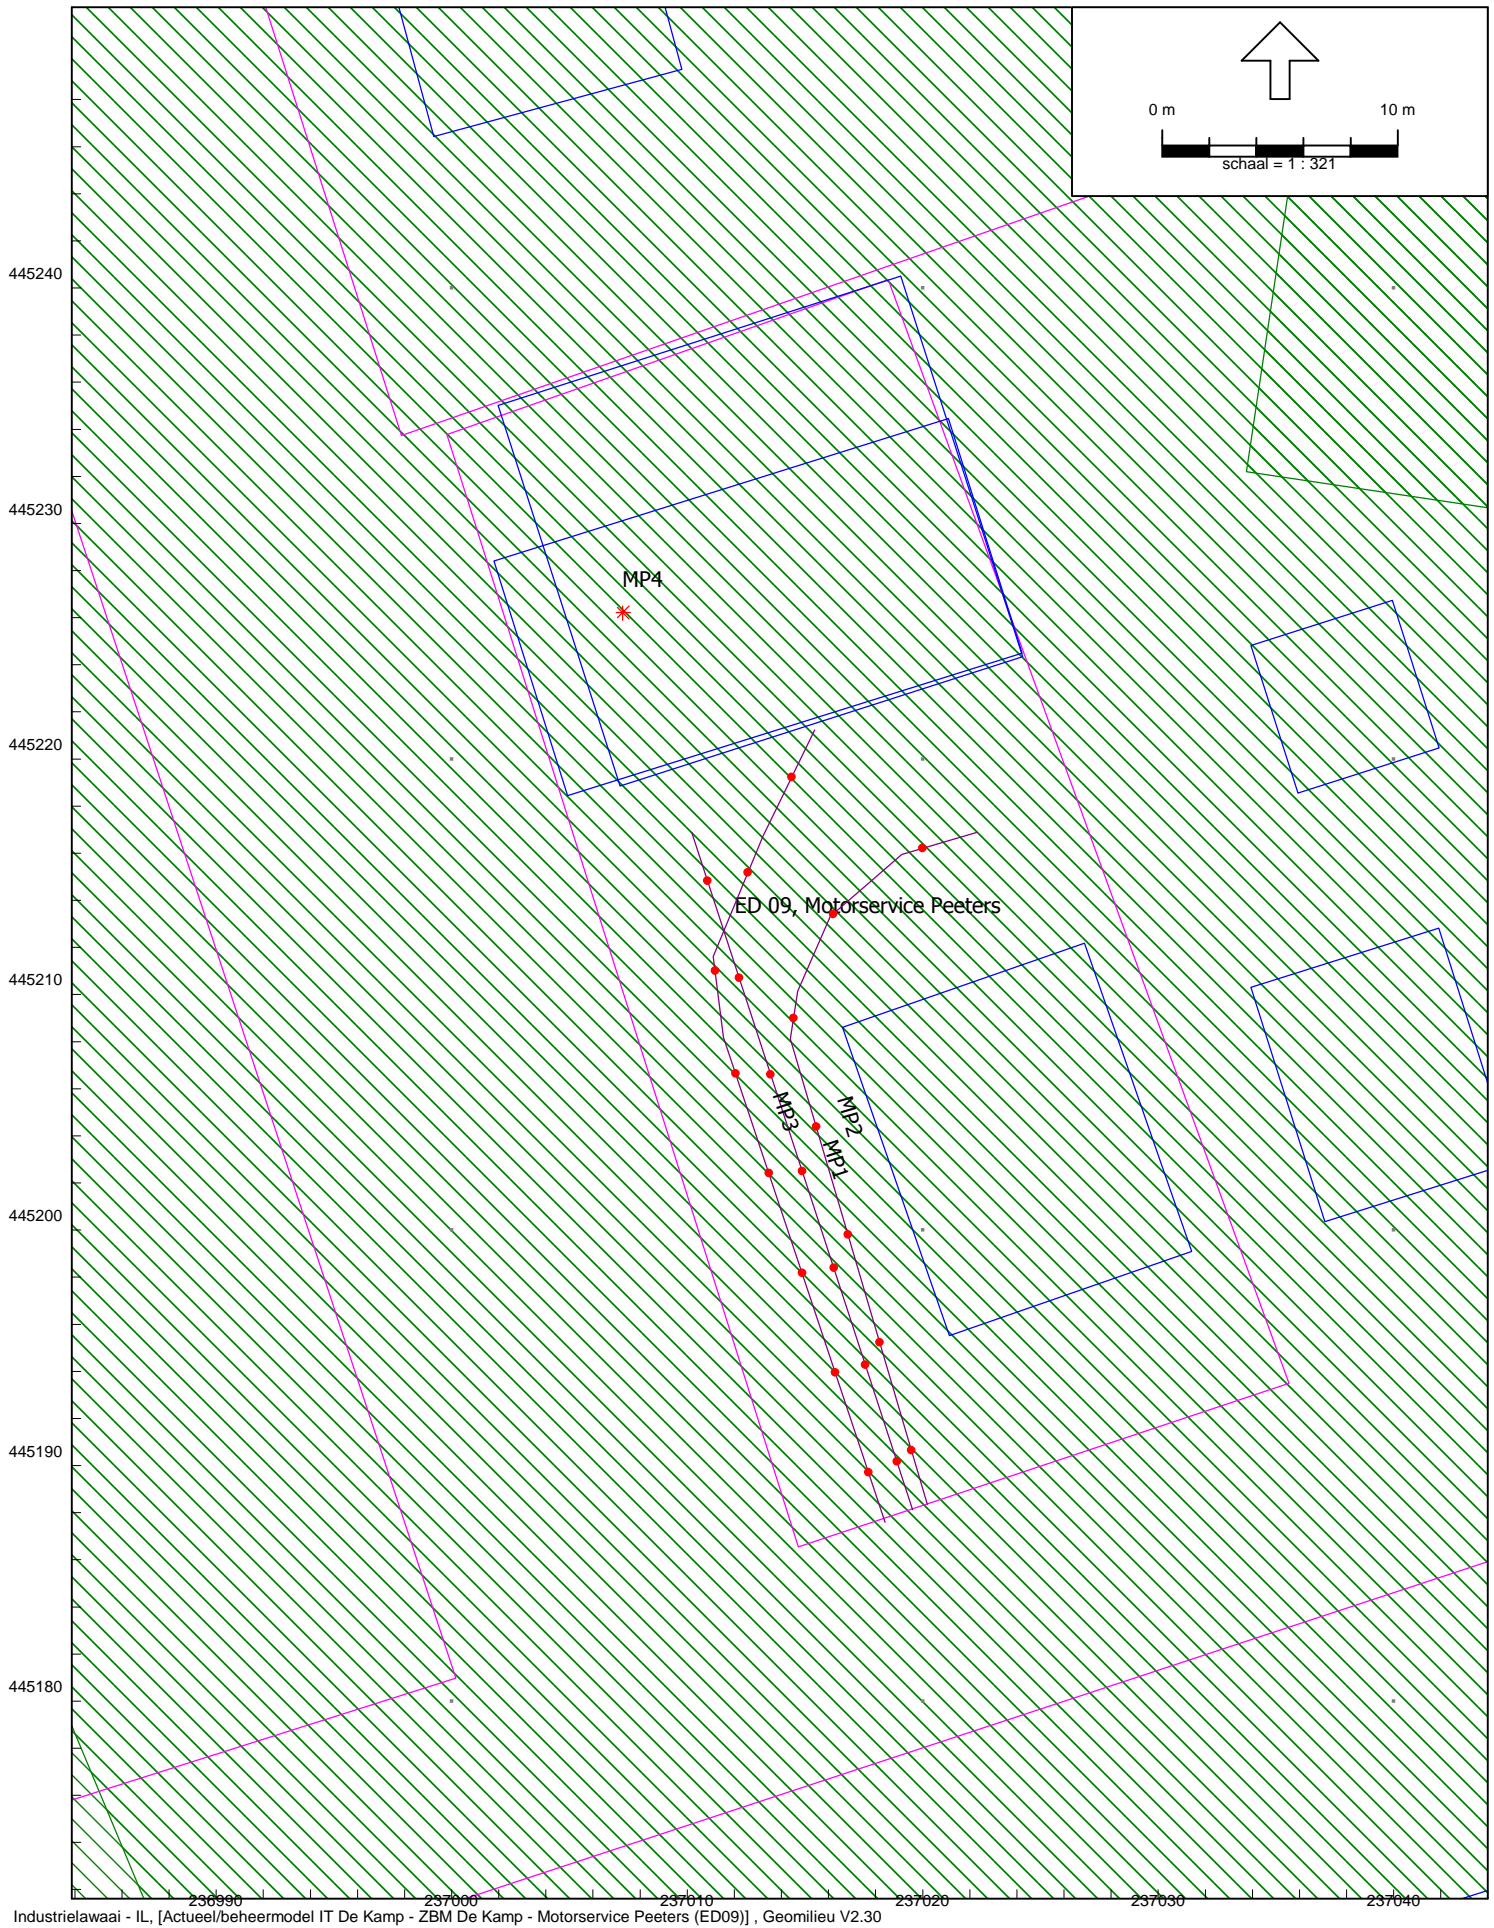 0 m 10 m
schaal = 1 : 321
445240
445230
MP4
445220
ED 09, Motorservice Peeters
445210
MP3
MP2
MP1
445200
445190
445180
236990 237000 237010 237020 237030 237040
Industrielawaai - IL, [Actueel/beheermodel IT De Kamp - ZBM De Kamp - Motorservice Peeters (ED09)] , Geomilieu V2.30